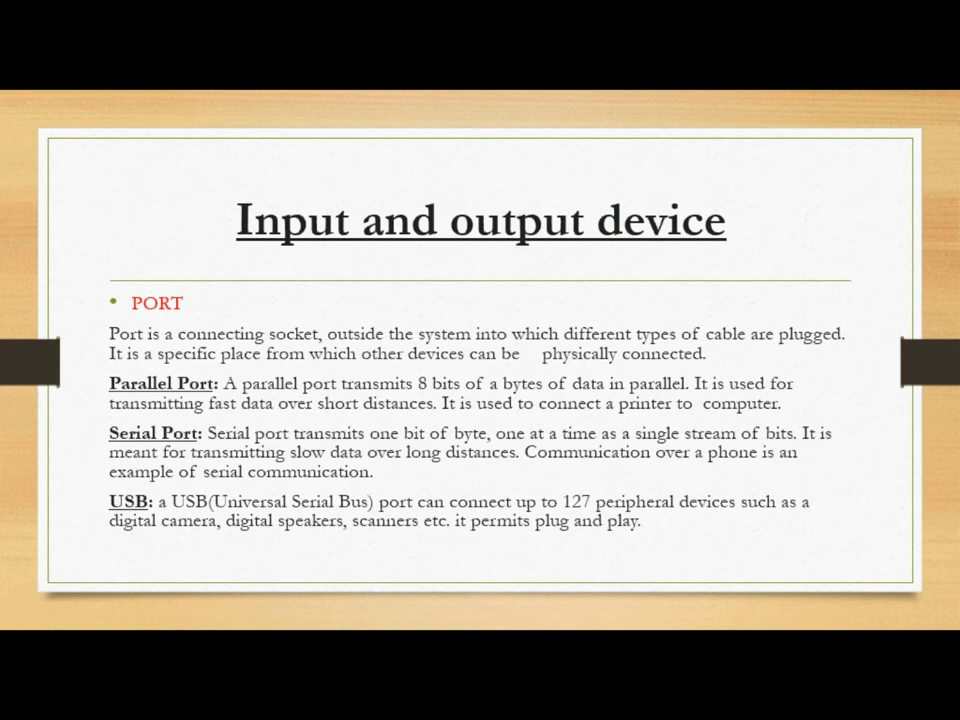 Input and output device
• PORT
Port is a connecting socket, outside the system into which different types of cable are plugged.
It is a specific place from which other devices can be physically connected.
Parallel Port: A parallel port transmits 8 bits of a bytes of data in parallel. It is used for
transmitting fast data over short distances. It is used to connect a printer to computer.
Serial Port: Serial port transmits one bit of byte, one at a time as a single stream of bits. It is
meant for transmitting slow data over long distances. Communication over a phone is an
example of serial communication.
USB: a USB(Universal Serial Bus) port can connect up to 127 peripheral devices such as a
digital camera, digital speakers, scanners etc. it permits plug and play.